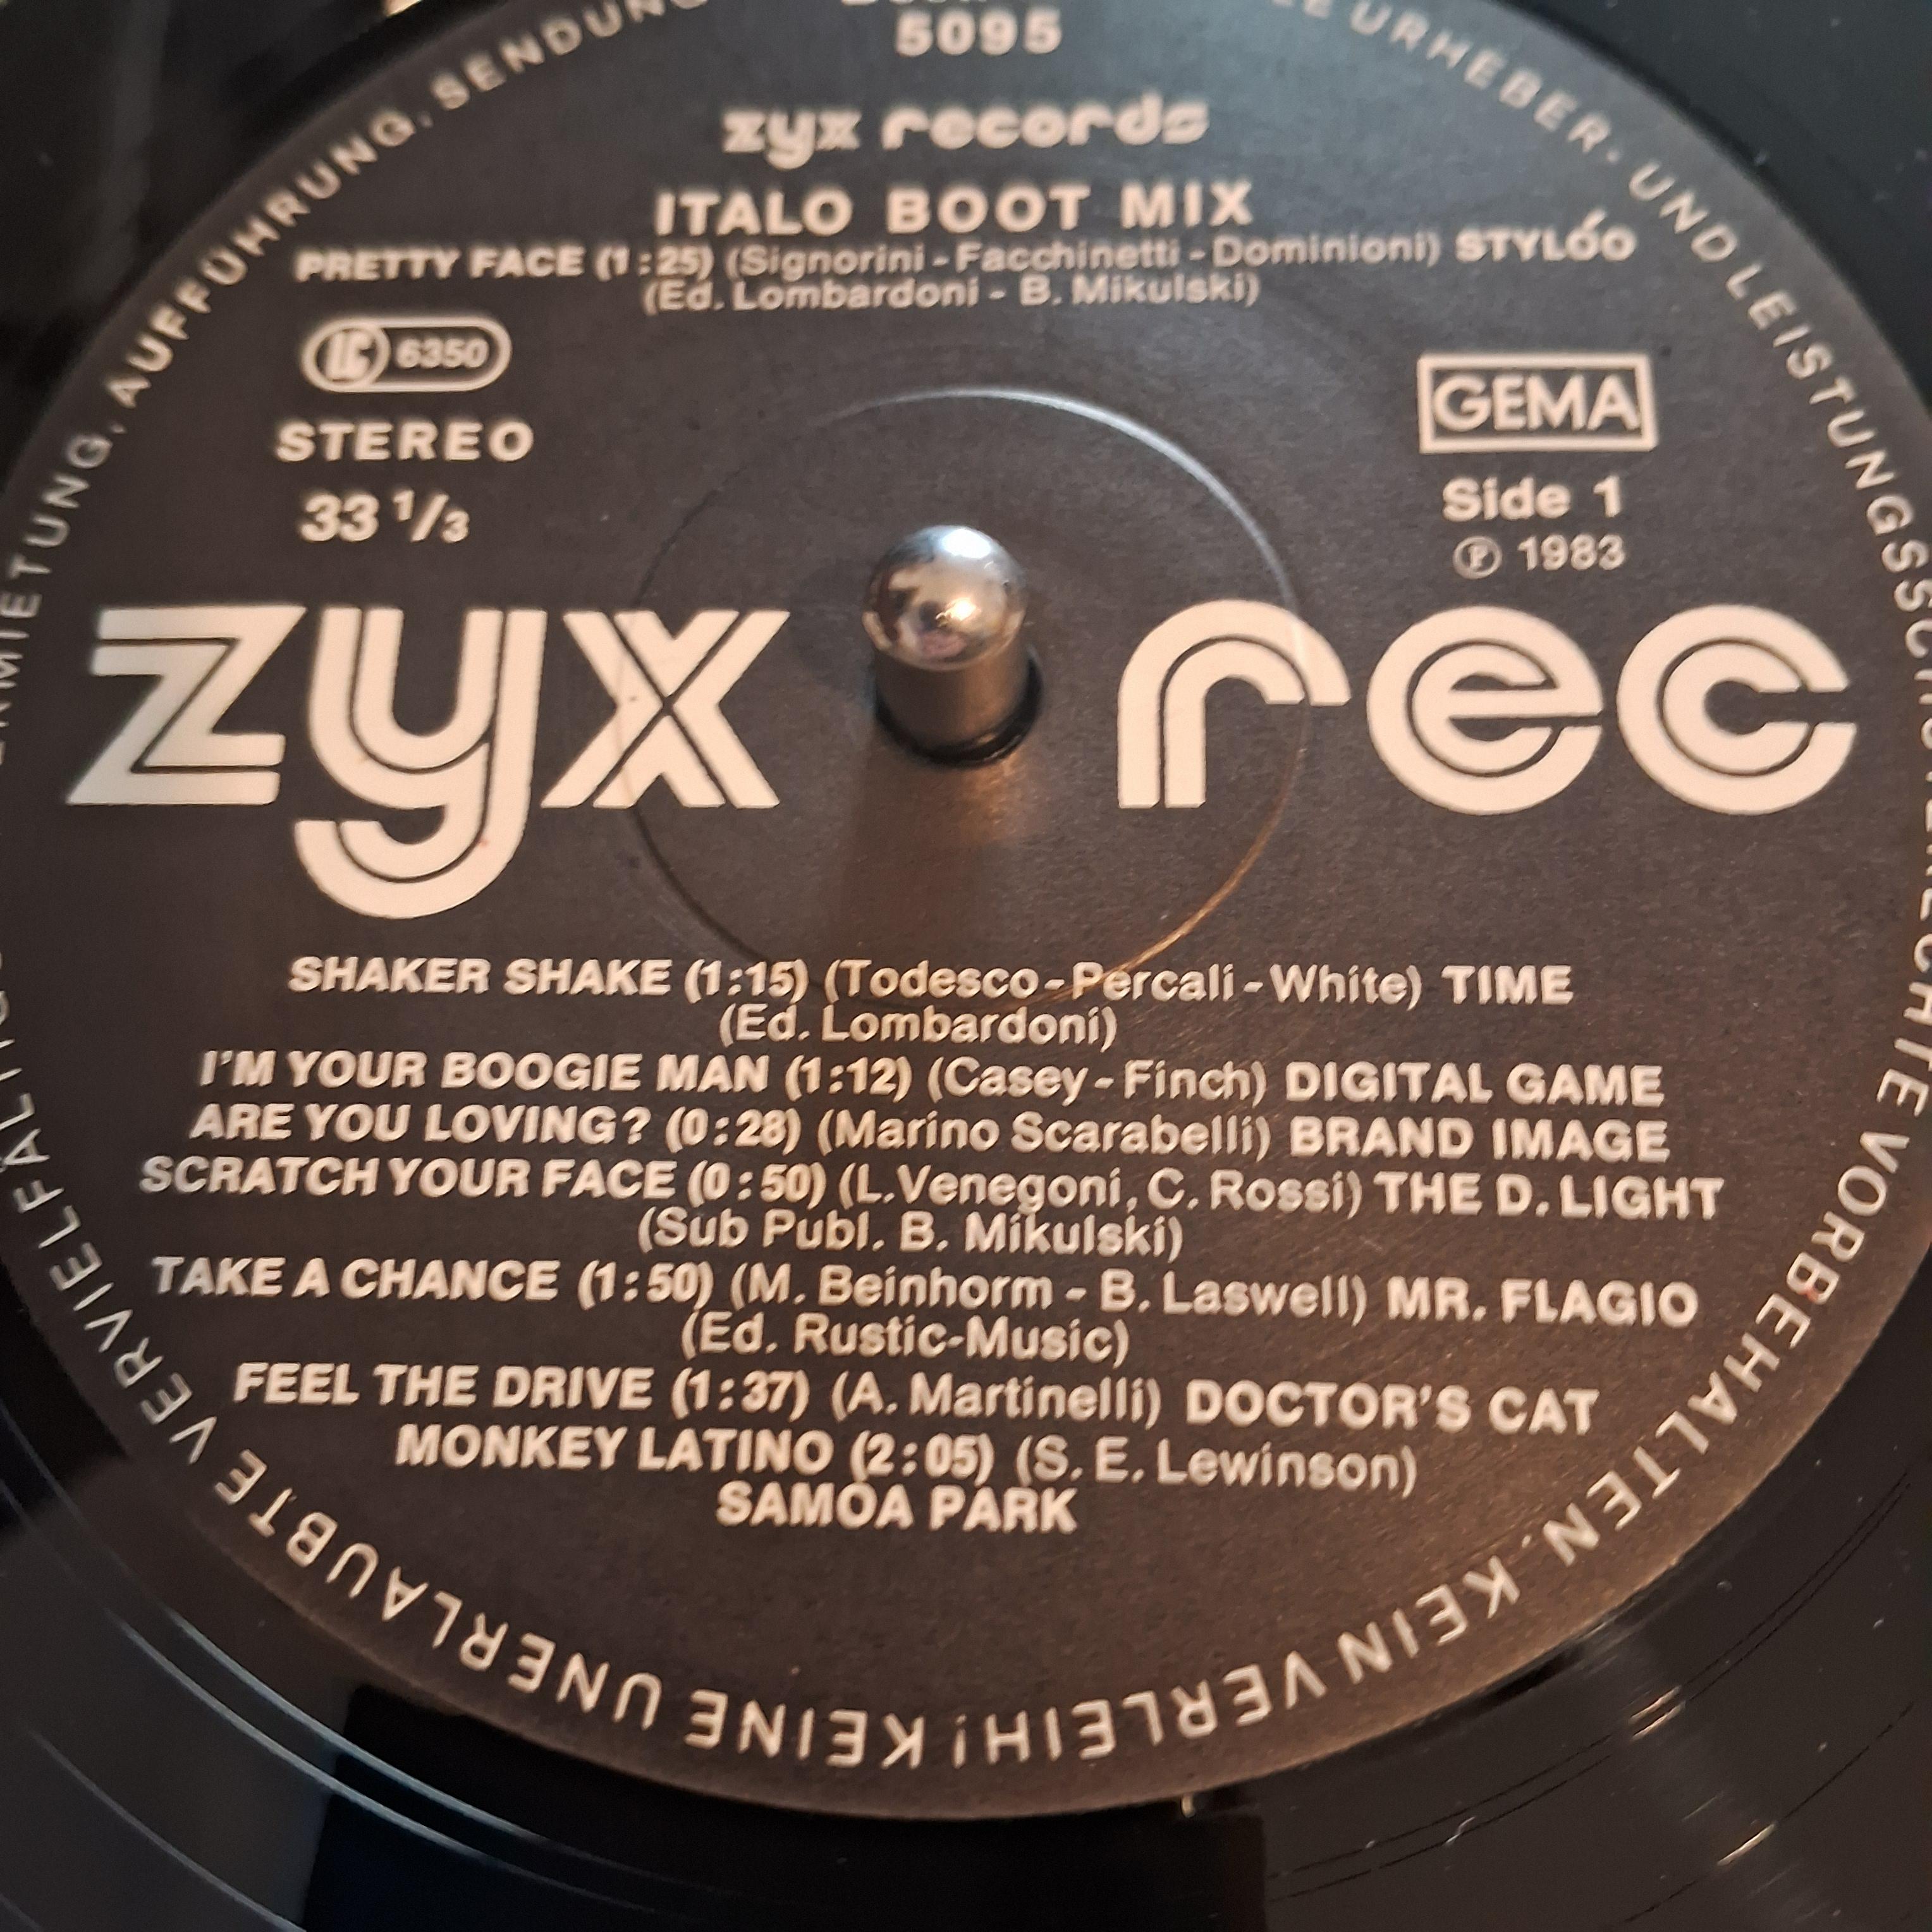 5095
zyx records
ITALO BOOT MIX
PRETTY FACE (1:25) (Signorini - Facchinetti - Dominioni) STYLÓO
(Ed. Lombardoni - B. Mikulski)
LC 6350
STEREO
33 1/3
GEMA
Side 1
Ⓟ 1983
zyx rec
SHAKER SHAKE (1:15) (Todesco - Percali - White) TIME
(Ed. Lombardoni)
I'M YOUR BOOGIE MAN (1:12) (Casey - Finch) DIGITAL GAME
ARE YOU LOVING? (0:28) (Marino Scarabelli) BRAND IMAGE
SCRATCH YOUR FACE (0:50) (L. Venegoni, C. Rossi) THE D. LIGHT
(Sub Publ. B. Mikulski)
TAKE A CHANCE (1:50) (M. Beinhorm - B. Laswell) MR. FLAGIO
(Ed. Rustic-Music)
FEEL THE DRIVE (1:37) (A. Martinelli) DOCTOR'S CAT
MONKEY LATINO (2:05) (S. E. Lewinson)
SAMOA PARK
URHEBER- UND LEISTUNGSSCHUTZRECHTE VORBEHALTEN. KEIN VERLEIH! KEINE UNERLAUBTE VERVIELFÄLTIGUNG, VERMIETUNG, AUFFÜHRUNG, SENDUNG